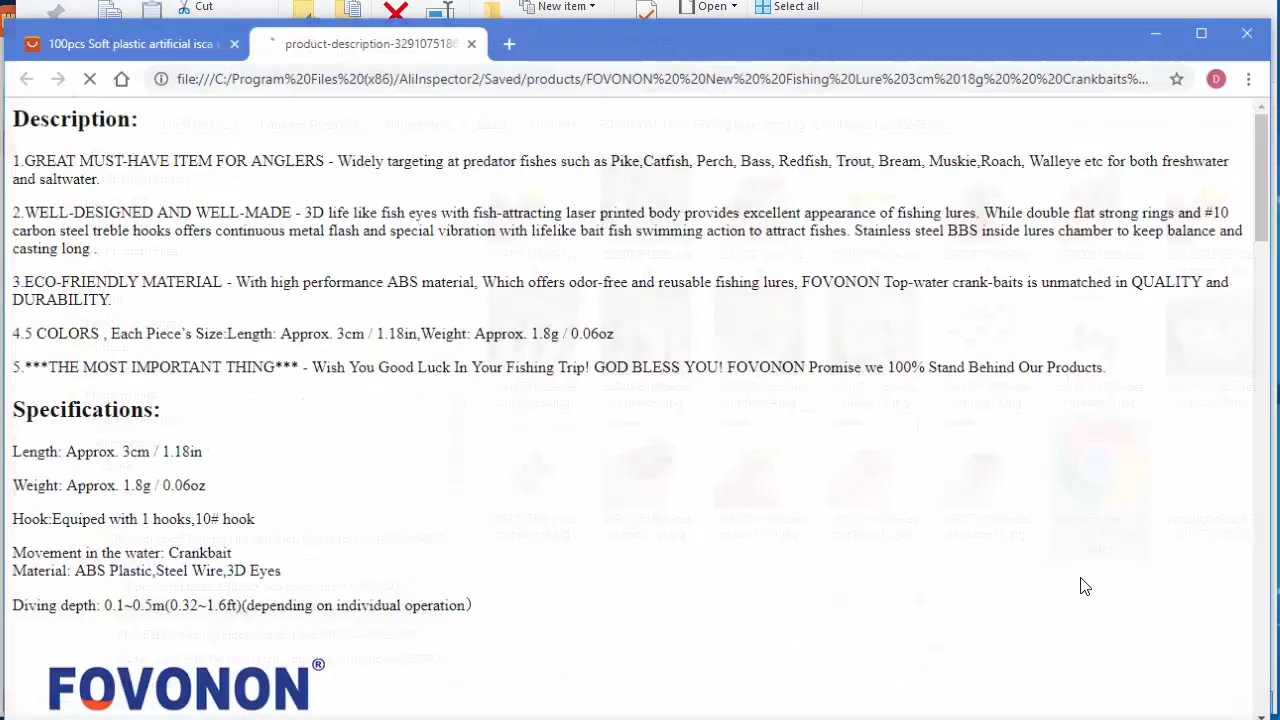 Cut
New item
Open
Select all
100pcs Soft plastic artificial isca
product-description-3291075186
file:///C:/Program%20Files%20(x86)/AliInspector2/Saved/products/FOVONON%20%20New%20%20Fishing%20Lure%203cm%2018g%20%20%20Crankbaits%...
D
Description:
1.GREAT MUST-HAVE ITEM FOR ANGLERS - Widely targeting at predator fishes such as Pike,Catfish, Perch, Bass, Redfish, Trout, Bream, Muskie,Roach, Walleye etc for both freshwater
and saltwater.
2.WELL-DESIGNED AND WELL-MADE - 3D life like fish eyes with fish-attracting laser printed body provides excellent appearance of fishing lures. While double flat strong rings and #10
carbon steel treble hooks offers continuous metal flash and special vibration with lifelike bait fish swimming action to attract fishes. Stainless steel BBS inside lures chamber to keep balance and
casting long .
3.ECO-FRIENDLY MATERIAL - With high performance ABS material, Which offers odor-free and reusable fishing lures, FOVONON Top-water crank-baits is unmatched in QUALITY and
DURABILITY.
4.5 COLORS , Each Piece’s Size:Length: Approx. 3cm / 1.18in,Weight: Approx. 1.8g / 0.06oz
5.***THE MOST IMPORTANT THING*** - Wish You Good Luck In Your Fishing Trip! GOD BLESS YOU! FOVONON Promise we 100% Stand Behind Our Products.
Specifications:
Length: Approx. 3cm / 1.18in
Weight: Approx. 1.8g / 0.06oz
Hook:Equiped with 1 hooks,10# hook
Movement in the water: Crankbait
Material: ABS Plastic,Steel Wire,3D Eyes
Diving depth: 0.1~0.5m(0.32~1.6ft)(depending on individual operation）
FOVONON®